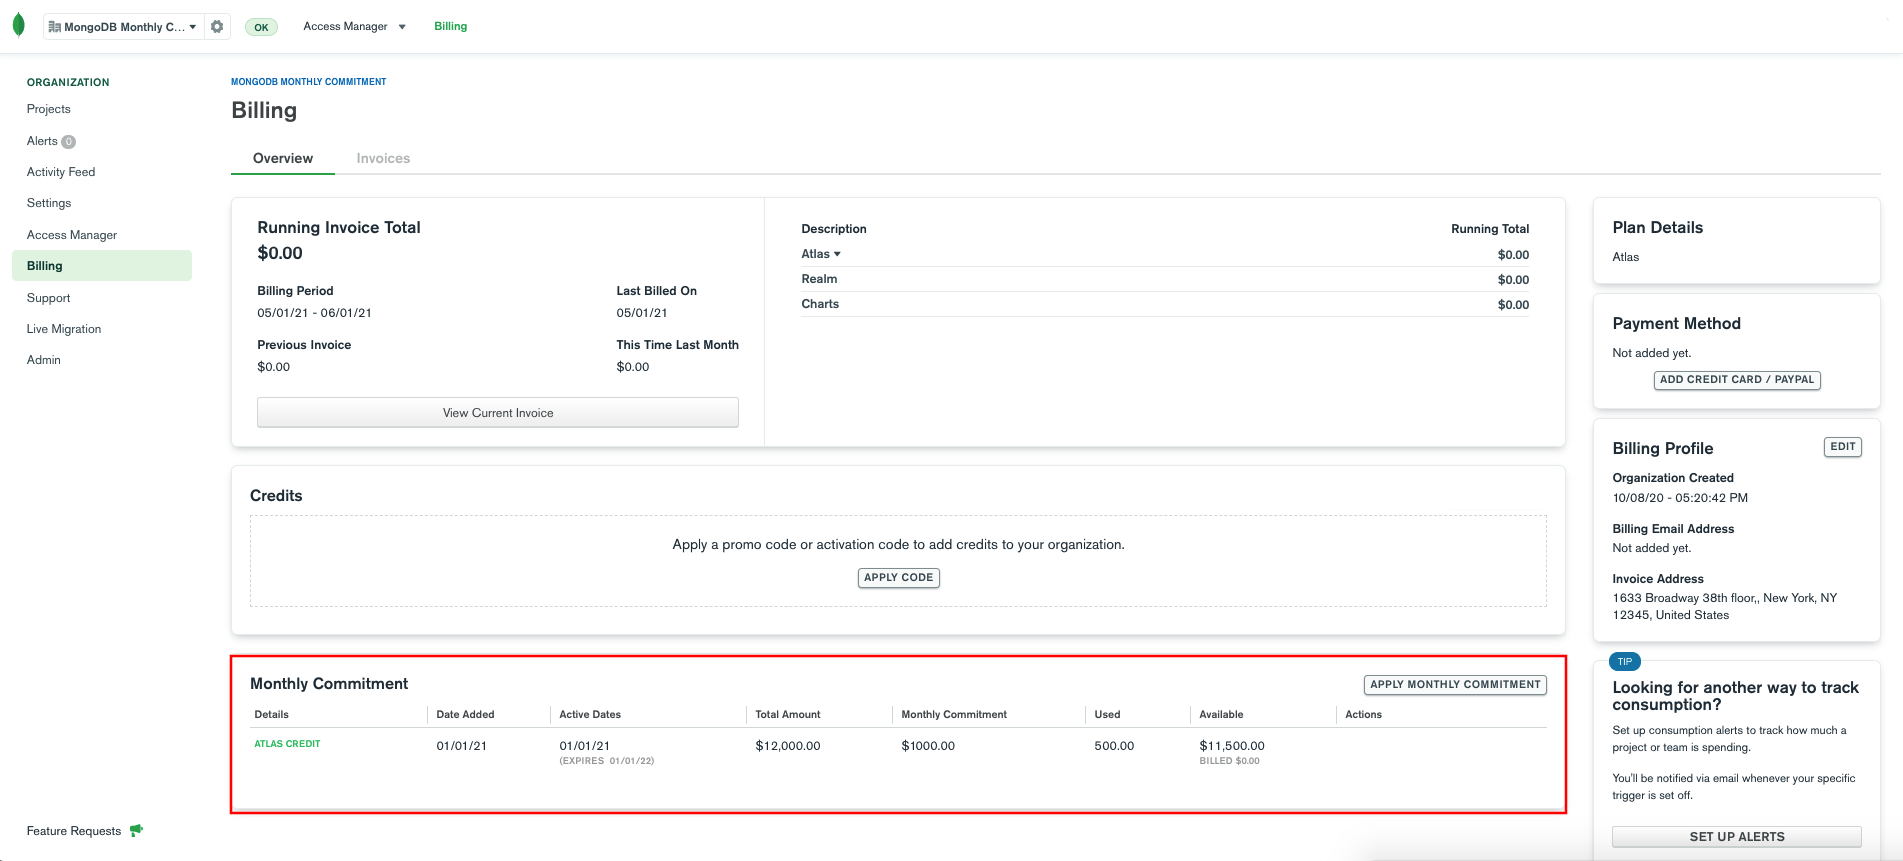 MongoDB Monthly C...
OK
Access Manager
Billing
ORGANIZATION
Projects
Alerts 0
Activity Feed
Settings
Access Manager
Billing
Support
Live Migration
Admin
Feature Requests
MONGODB MONTHLY COMMITMENT
Billing
Overview Invoices
Running Invoice Total
$0.00
Billing Period Last Billed On
05/01/21 - 06/01/21 05/01/21
Previous Invoice This Time Last Month
$0.00 $0.00
View Current Invoice
Description Running Total
Atlas $0.00
Realm $0.00
Charts $0.00
Credits
Apply a promo code or activation code to add credits to your organization.
APPLY CODE
Monthly Commitment APPLY MONTHLY COMMITMENT
Details Date Added Active Dates Total Amount Monthly Commitment Used Available Actions
ATLAS CREDIT 01/01/21 01/01/21 $12,000.00 $1000.00 500.00 $11,500.00
(EXPIRES 01/01/22) BILLED $0.00
Plan Details
Atlas
Payment Method
Not added yet.
ADD CREDIT CARD / PAYPAL
Billing Profile EDIT
Organization Created
10/08/20 - 05:20:42 PM
Billing Email Address
Not added yet.
Invoice Address
1633 Broadway 38th floor,, New York, NY
12345, United States
TIP
Looking for another way to track
consumption?
Set up consumption alerts to track how much a
project or team is spending.
You'll be notified via email whenever your specific
trigger is set off.
SET UP ALERTS